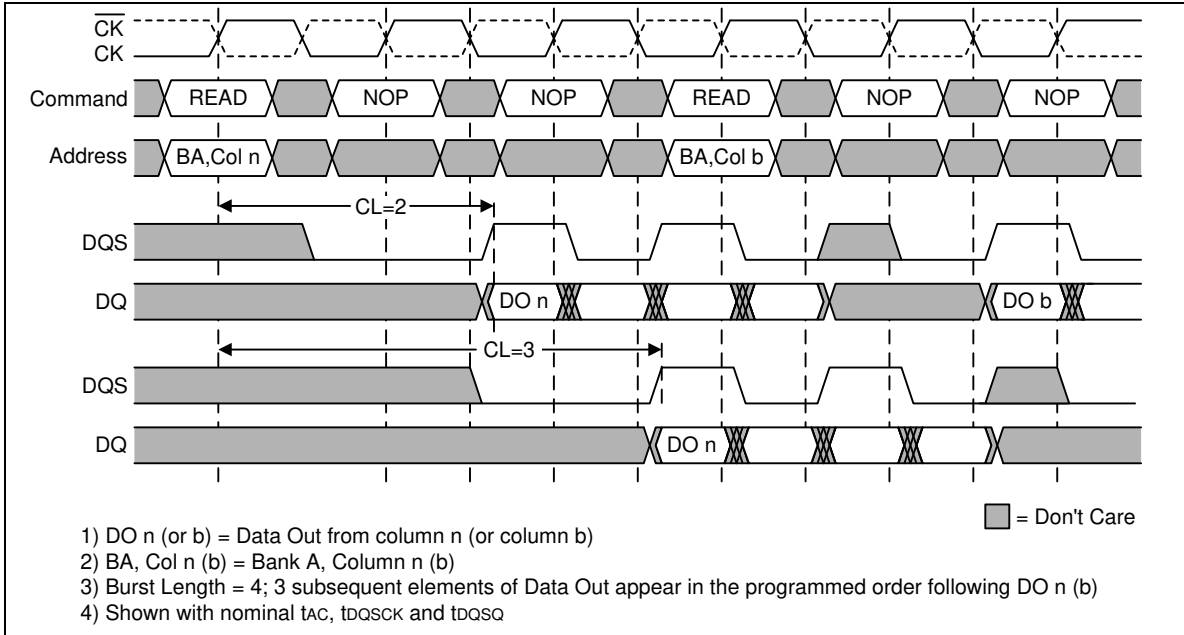 CK
CK
Command READ NOP NOP READ NOP NOP
Address BA,Col n BA,Col b
CL=2
DQS
DQ DO n DO b
CL=3
DQS
DQ DO n
= Don't Care
1) DO n (or b) = Data Out from column n (or column b)
2) BA, Col n (b) = Bank A, Column n (b)
3) Burst Length = 4; 3 subsequent elements of Data Out appear in the programmed order following DO n (b)
4) Shown with nominal tAC, tDQSCK and tDQSQ